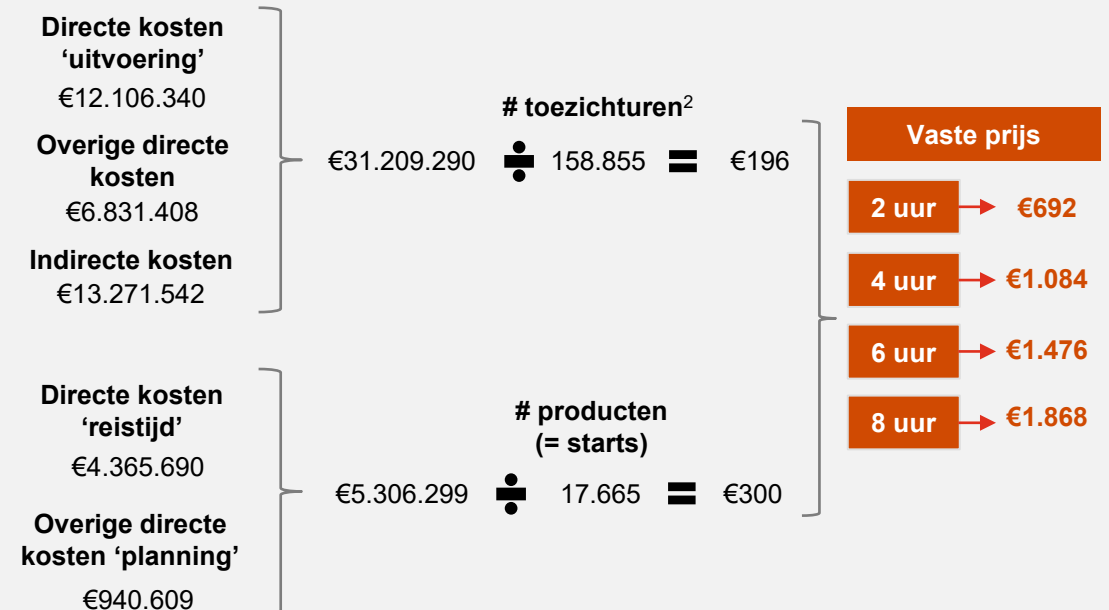 Directe kosten
‘uitvoering’
€12.106.340
Overige directe
kosten
€6.831.408
Indirecte kosten
€13.271.542
# toezichturen²
€31.209.290 ÷ 158.855 = €196
Directe kosten
‘reistijd’
€4.365.690
Overige directe
kosten ‘planning’
€940.609
# producten
(= starts)
€5.306.299 ÷ 17.665 = €300
Vaste prijs
2 uur → €692
4 uur → €1.084
6 uur → €1.476
8 uur → €1.868